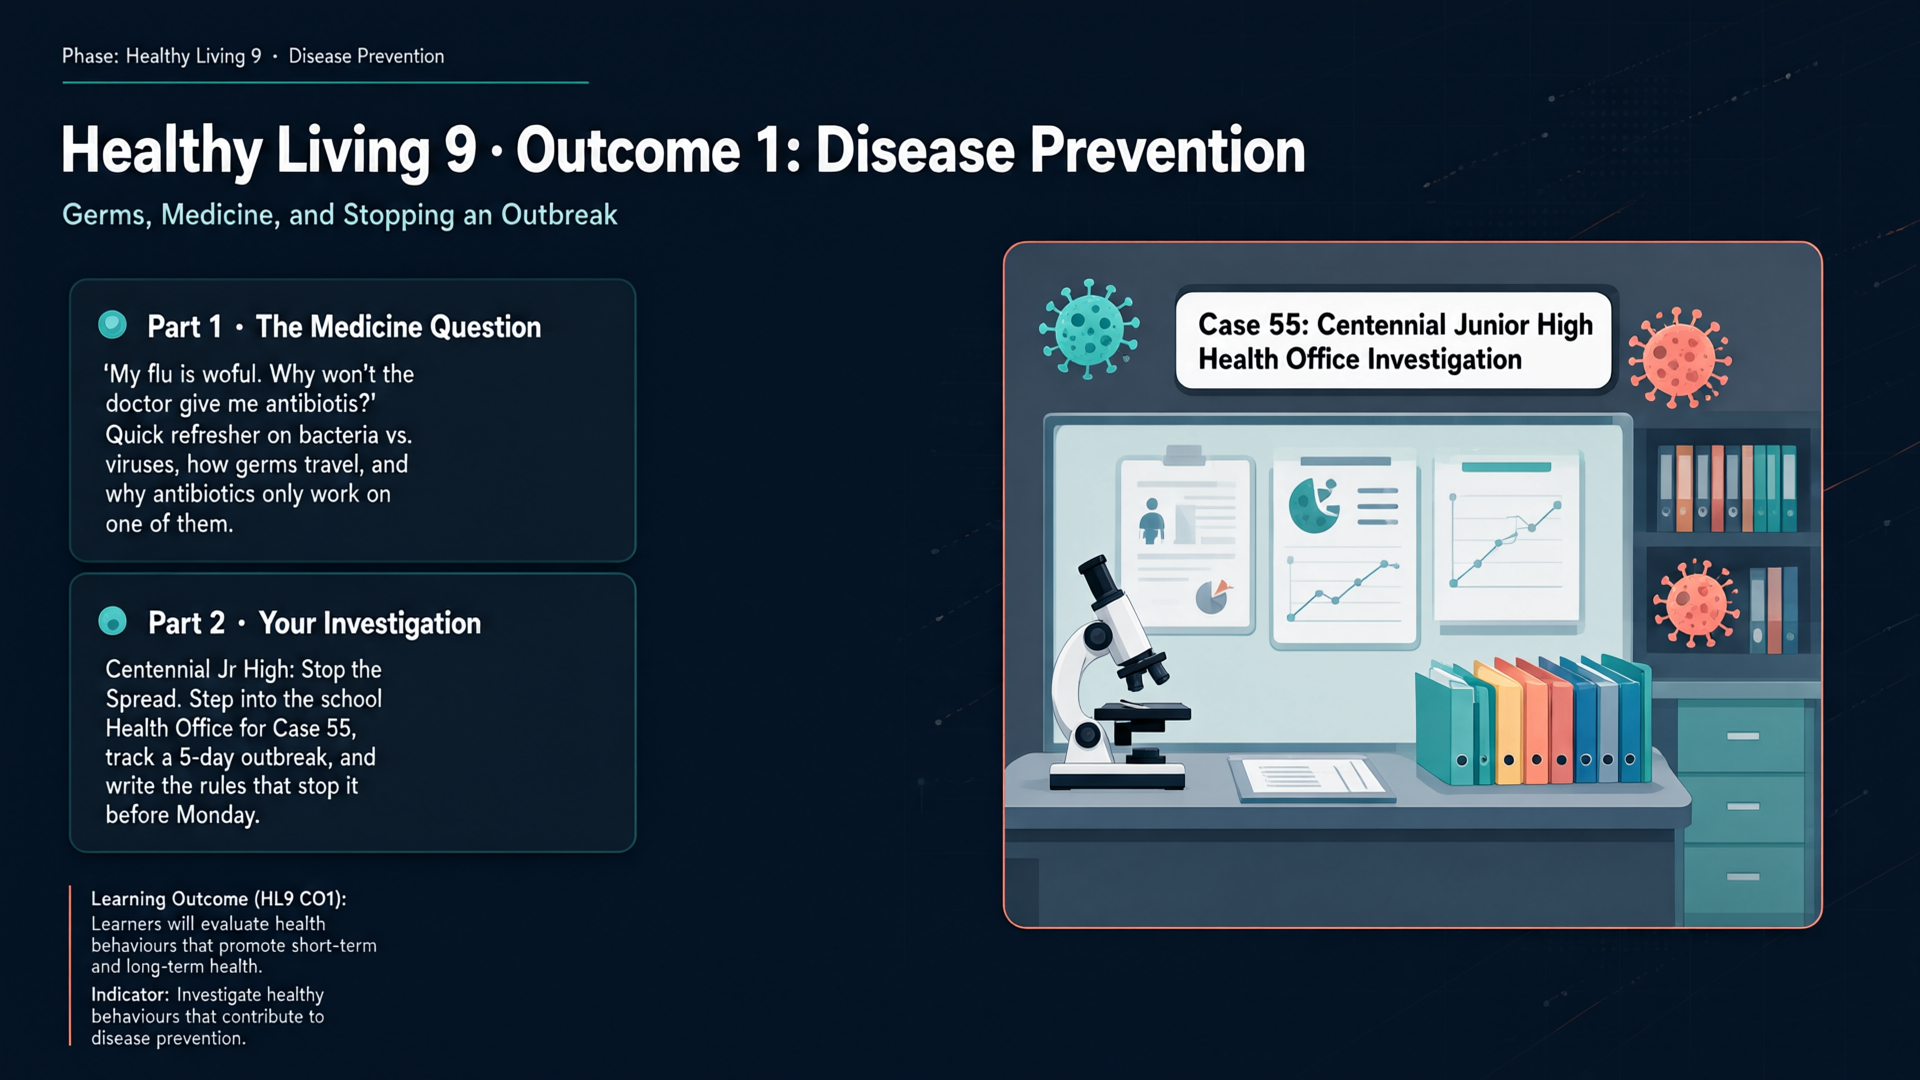 Phase: Healthy Living 9 • Disease Prevention
Healthy Living 9 · Outcome 1: Disease Prevention
Germs, Medicine, and Stopping an Outbreak
Part 1 • The Medicine Question
‘My flu is woful. Why won’t the
doctor give me antibiotis?’
Quick refresher on bacteria vs.
viruses, how germs travel, and
why antibiotics only work on
one of them.
Part 2 • Your Investigation
Centennial Jr High: Stop the
Spread. Step into the school
Health Office for Case 55,
track a 5-day outbreak, and
write the rules that stop it
before Monday.
Learning Outcome (HL9 CO1):
Learners will evaluate health
behaviours that promote short-term
and long-term health.
Indicator: Investigate healthy
behaviours that contribute to
disease prevention.
Case 55: Centennial Junior High
Health Office Investigation